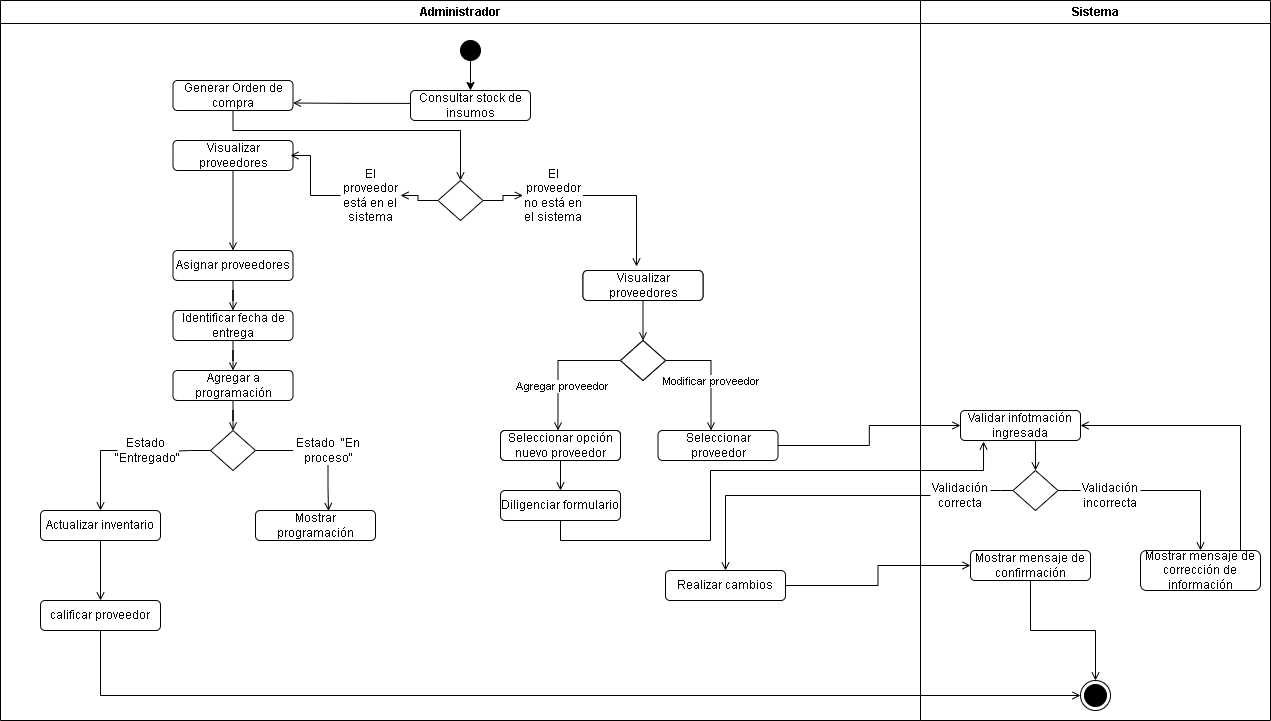 Administrador
Sistema
Generar Orden de
compra
Consultar stock de
insumos
Visualizar
proveedores
El
proveedor
está en el
sistema
El
proveedor
no está en
el sistema
Asignar proveedores
Visualizar
proveedores
Identificar fecha de
entrega
Agregar a
programación
Agregar proveedor
Modificar proveedor
Estado
"Entregado"
Estado "En
proceso"
Seleccionar opción
nuevo proveedor
Seleccionar
proveedor
Validar infotmación
ingresada
Diligenciar formulario
Validación
correcta
Validación
incorrecta
Actualizar inventario
Mostrar
programación
Realizar cambios
Mostrar mensaje de
confirmación
Mostrar mensaje de
corrección de
información
calificar proveedor